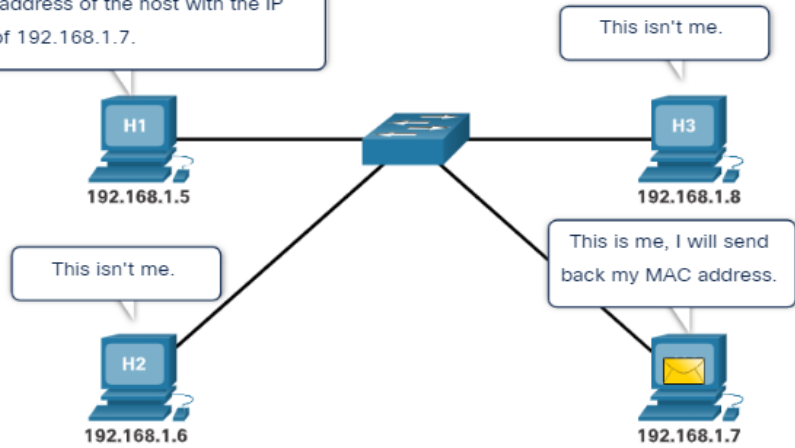 address of the host with the IP
of 192.168.1.7.
This isn't me.
H1
H3
192.168.1.5
192.168.1.8
This isn't me.
This is me, I will send
back my MAC address.
H2
192.168.1.6
192.168.1.7